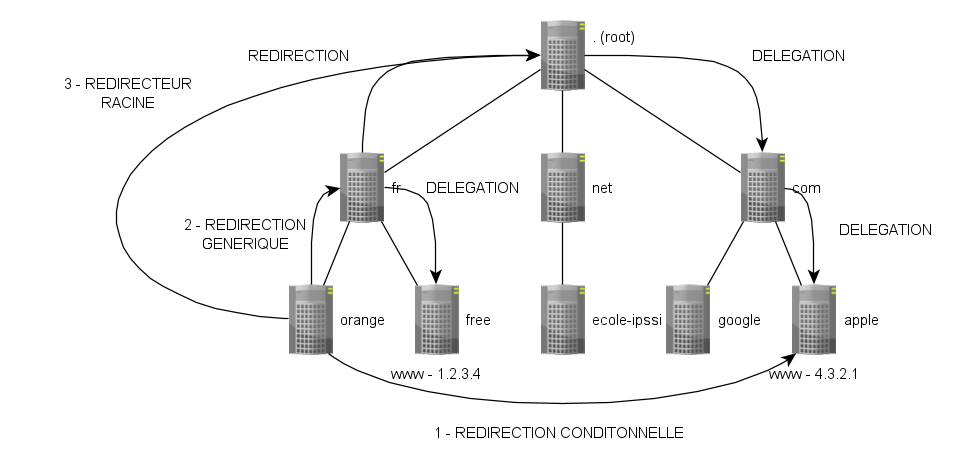 . (root)
REDIRECTION
DELEGATION
3 - REDIRECTEUR
RACINE
fr
DELEGATION
net
com
2 - REDIRECTION
GENERIQUE
DELEGATION
orange
free
ecole-ipssi
google
apple
www - 1.2.3.4
www - 4.3.2.1
1 - REDIRECTION CONDITONNELLE